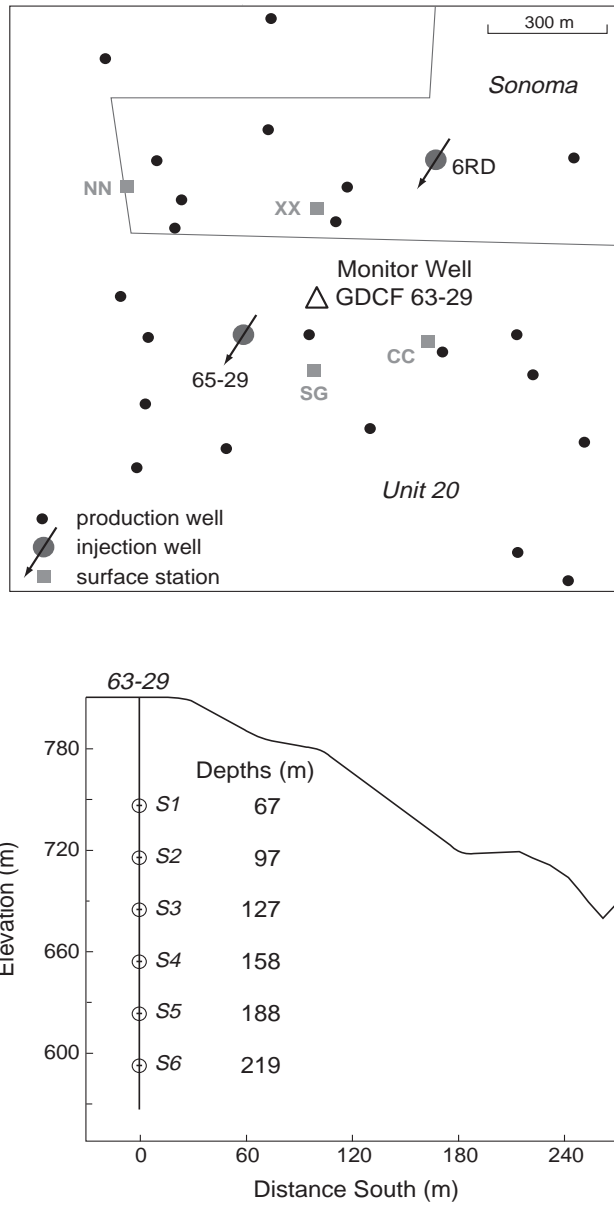 300 m
Sonoma
6RD
NN
XX
Monitor Well
GDCF 63-29
CC
65-29
SG
Unit 20
production well
injection well
surface station
63-29
780
Depths (m)
S1 67
720
S2 97
S3 127
660
S4 158
S5 188
600
S6 219
Elevation (m)
0 60 120 180 240
Distance South (m)